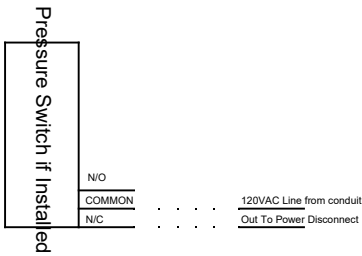 Pressure Switch if Installed
N/O
COMMON
120VAC Line from conduit
N/C
Out To Power Disconnect